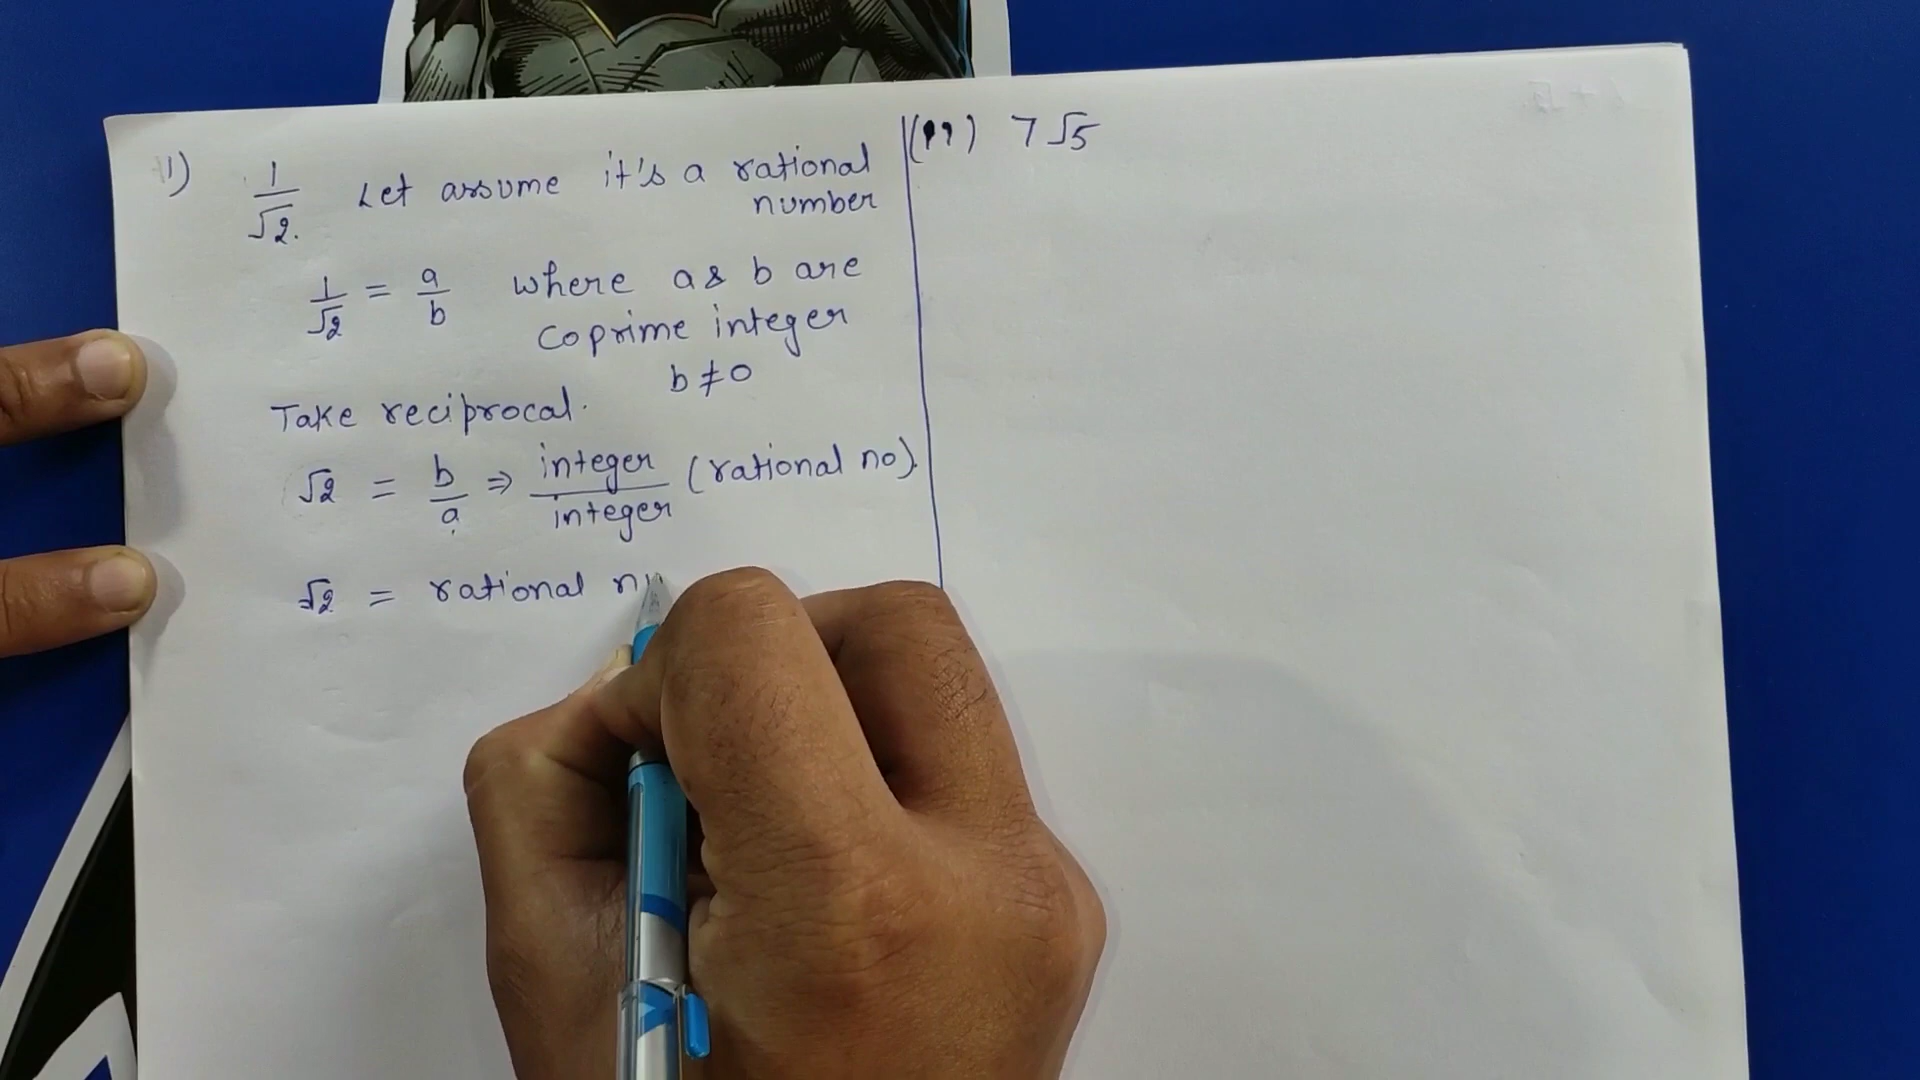 1) 1/√2. Let assume it's a rational
number
1/√2 = a/b where a & b are
coprime integer
b ≠ 0
Take reciprocal.
√2 = b/a ⇒ integer/integer (rational no).
√2 = rational
(ii) 7√5